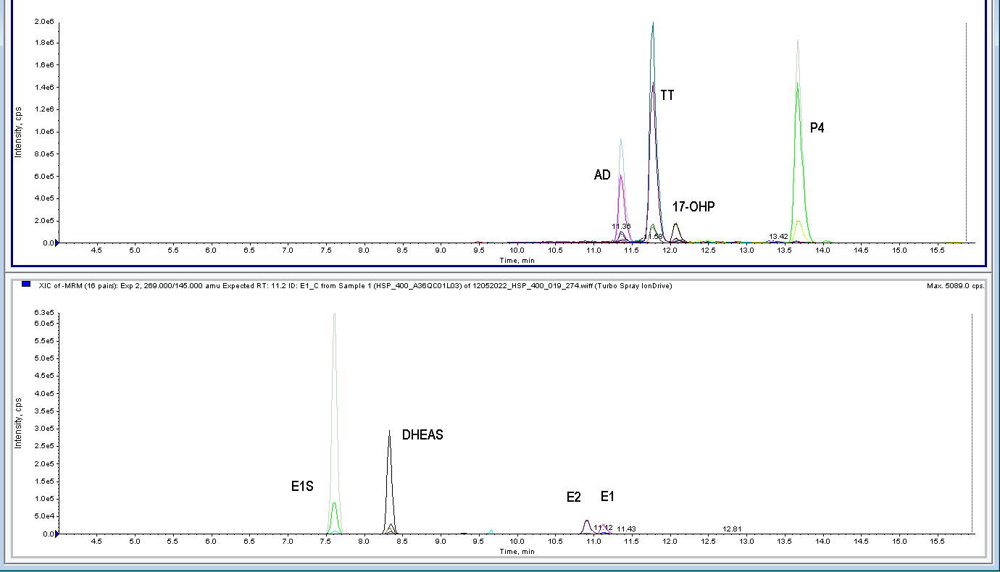 2.0e6
1.8e6
1.6e6
1.4e6
1.2e6
1.0e6
8.0e5
6.0e5
4.0e5
2.0e5
0.0
Intensity, cps
AD
11.36
TT
11.58
17-OHP
13.42
P4
4.5 5.0 5.5 6.0 6.5 7.0 7.5 8.0 8.5 9.0 9.5 10.0 10.5 11.0 11.5 12.0 12.5 13.0 13.5 14.0 14.5 15.0 15.5
Time, min
XIC of -MRM (16 pairs): Exp 2, 269.000/145.000 amu Expected RT: 11.2 ID: E1_C from Sample 1 (HSP_400_A36QC01L03) of 12052022_HSP_400_019_274.wiff (Turbo Spray IonDrive) Max. 5089.0 cps.
6.3e5
6.0e5
5.5e5
5.0e5
4.5e5
4.0e5
3.5e5
3.0e5
2.5e5
2.0e5
1.5e5
1.0e5
5.0e4
0.0
Intensity, cps
E1S
DHEAS
E2
E1
11.12
11.43
12.81
4.5 5.0 5.5 6.0 6.5 7.0 7.5 8.0 8.5 9.0 9.5 10.0 10.5 11.0 11.5 12.0 12.5 13.0 13.5 14.0 14.5 15.0 15.5
Time, min